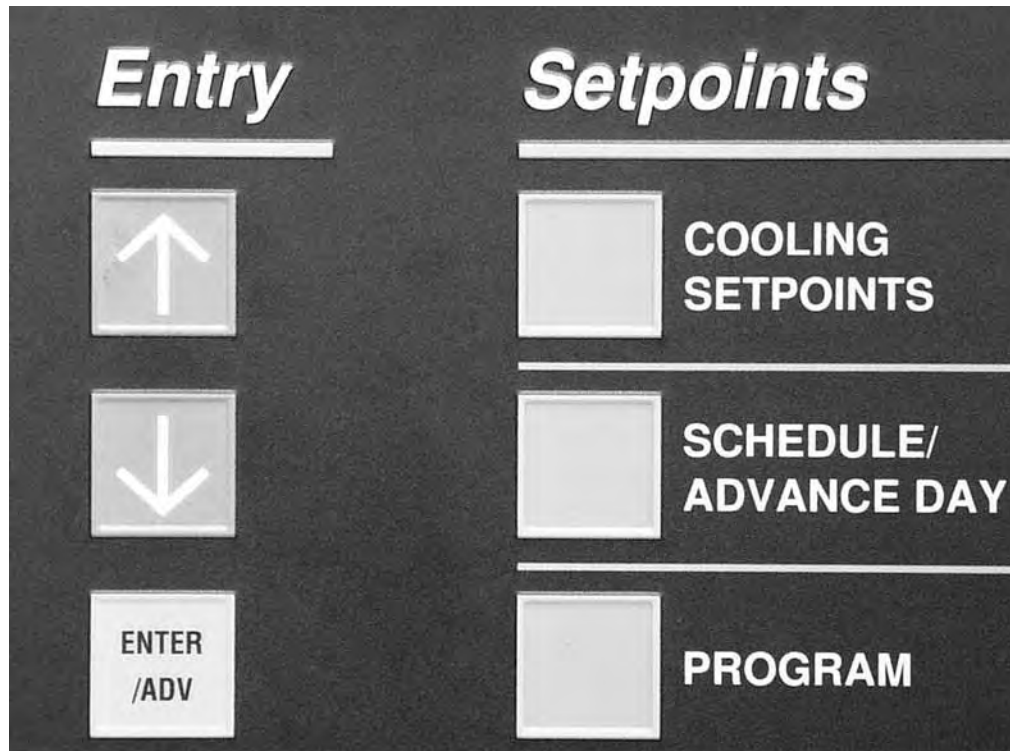 Entry
Setpoints
COOLING
SETPOINTS
SCHEDULE/
ADVANCE DAY
ENTER
/ADV
PROGRAM